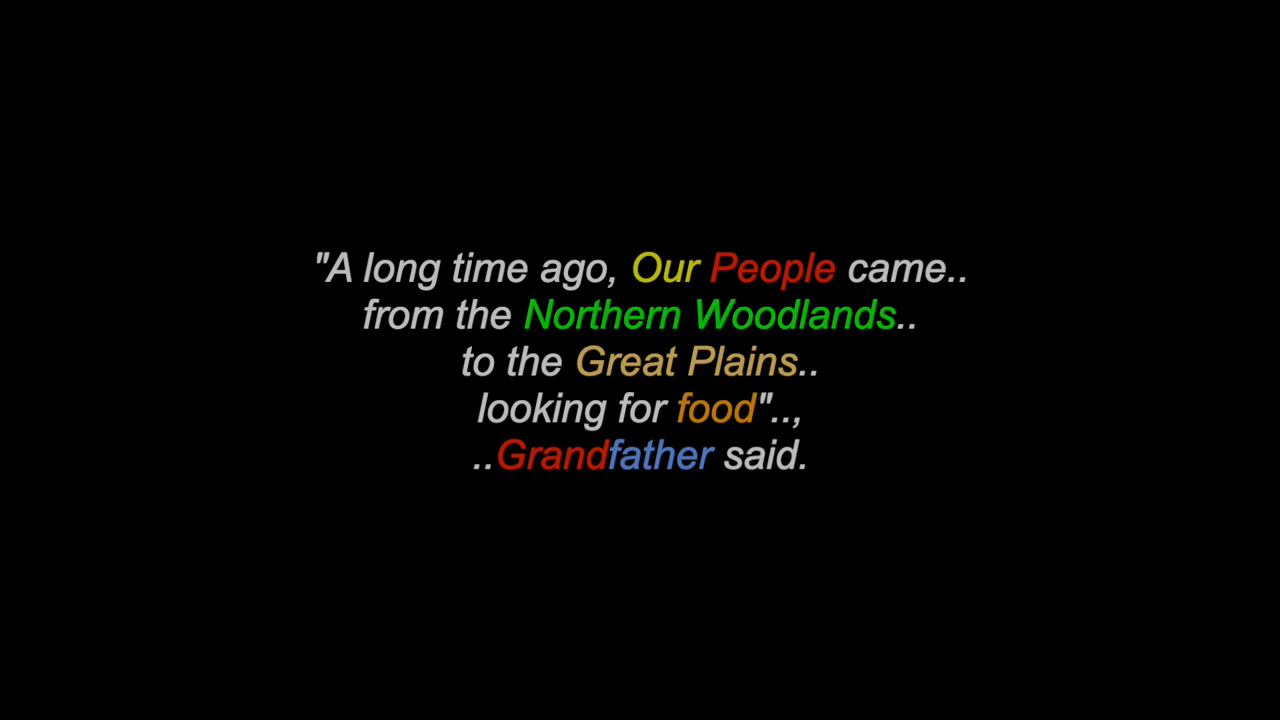 "A long time ago, Our People came..
from the Northern Woodlands..
to the Great Plains..
looking for food"..,
..Grandfather said.